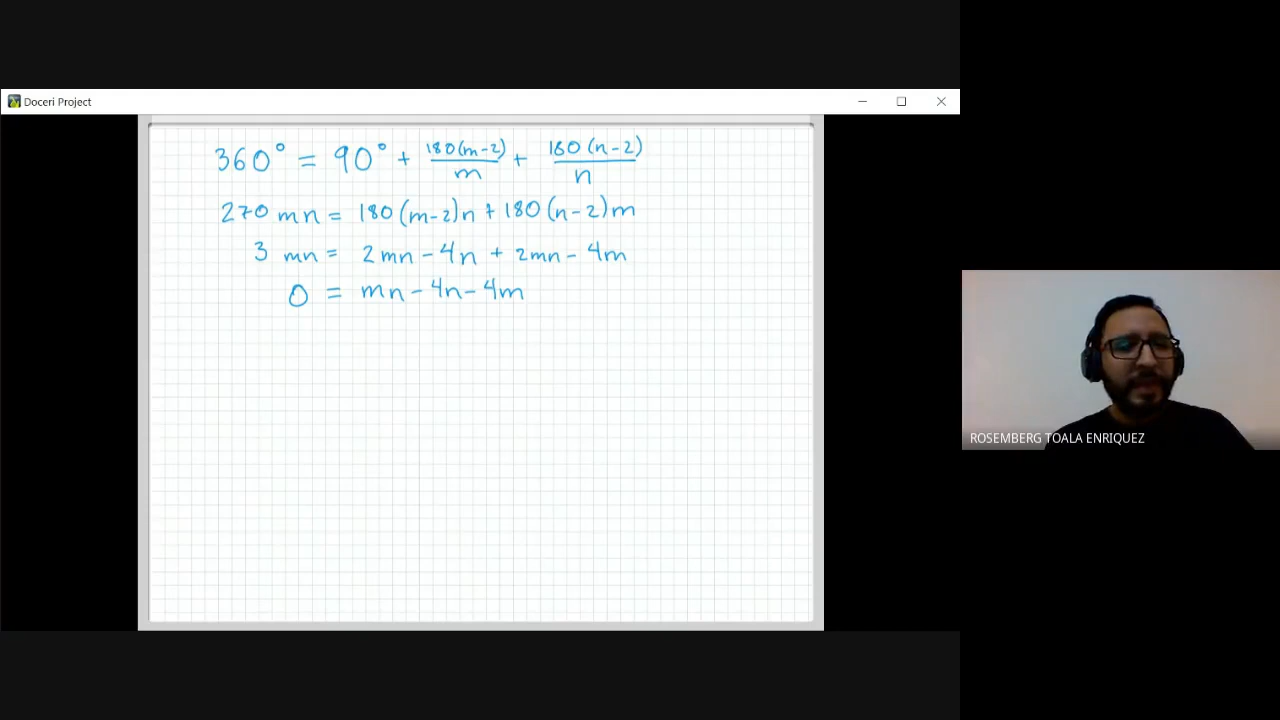 Doceri Project
360° = 90° + 180(m-2)/m + 180(n-2)/n
270 mn = 180(m-2)n + 180(n-2)m
3 mn = 2mn - 4n + 2mn - 4m
0 = mn - 4n - 4m
ROSEMBERG TOALA ENRIQUEZ